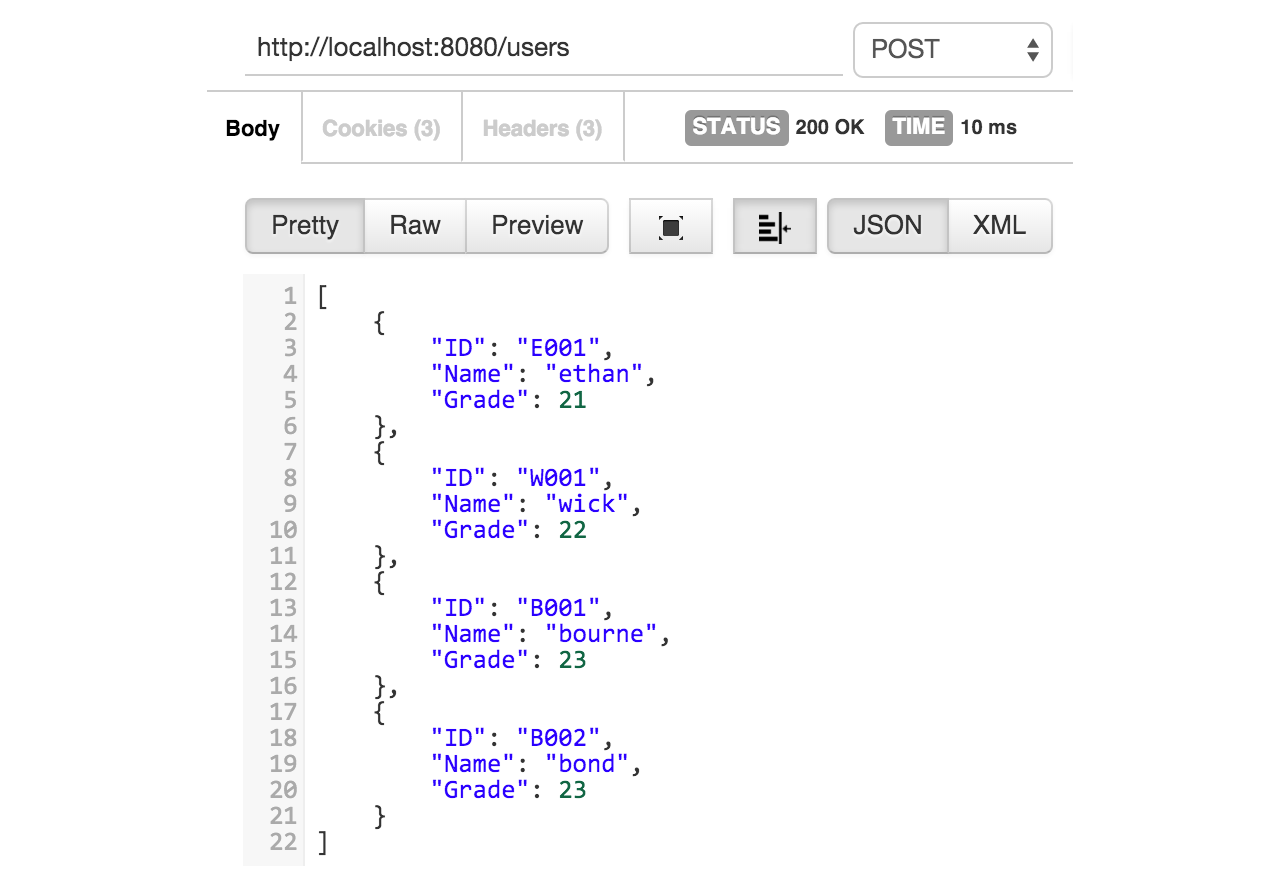 http://localhost:8080/users POST
Body Cookies (3) Headers (3) STATUS 200 OK TIME 10 ms
Pretty Raw Preview JSON XML
1 [
2     {
3         "ID": "E001",
4         "Name": "ethan",
5         "Grade": 21
6     },
7     {
8         "ID": "W001",
9         "Name": "wick",
10         "Grade": 22
11     },
12     {
13         "ID": "B001",
14         "Name": "bourne",
15         "Grade": 23
16     },
17     {
18         "ID": "B002",
19         "Name": "bond",
20         "Grade": 23
21     }
22 ]